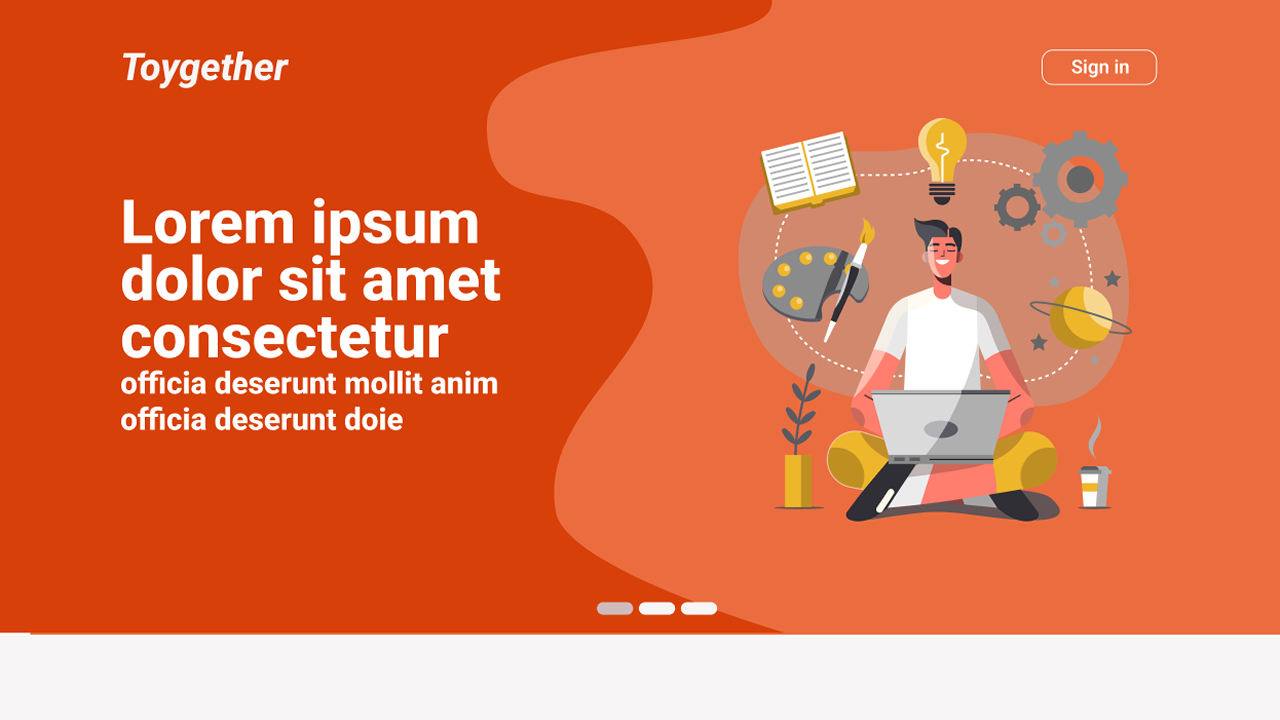 Toygether
Sign in
Lorem ipsum
dolor sit amet
consectetur
officia deserunt mollit anim
officia deserunt doie